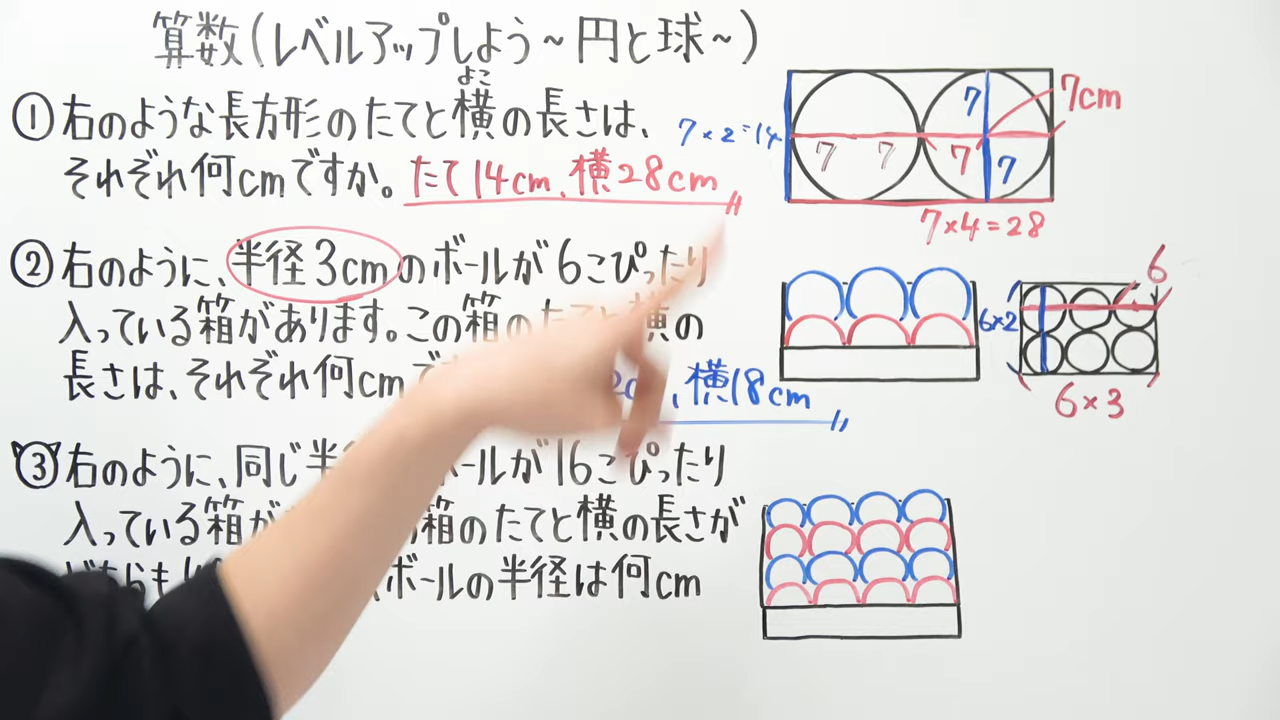 算数(レベルアップしよう~円と球~)
よこ
①右のような長方形のたてと横の長さは、
それぞれ何cmですか。たて14cm、横28cm
7×2=14
7
7
7
7
7
7cm
7×4=28
②右のように、半径3cmのボールが6こぴったり
入っている箱があります。この箱のたてと横の
長さは、それぞれ何cmで
、横18cm
6×2
6
6×3
③右のように、同じ半 ボールが16こぴったり
入っている箱が 箱のたてと横の長さが
ボールの半径は何cm